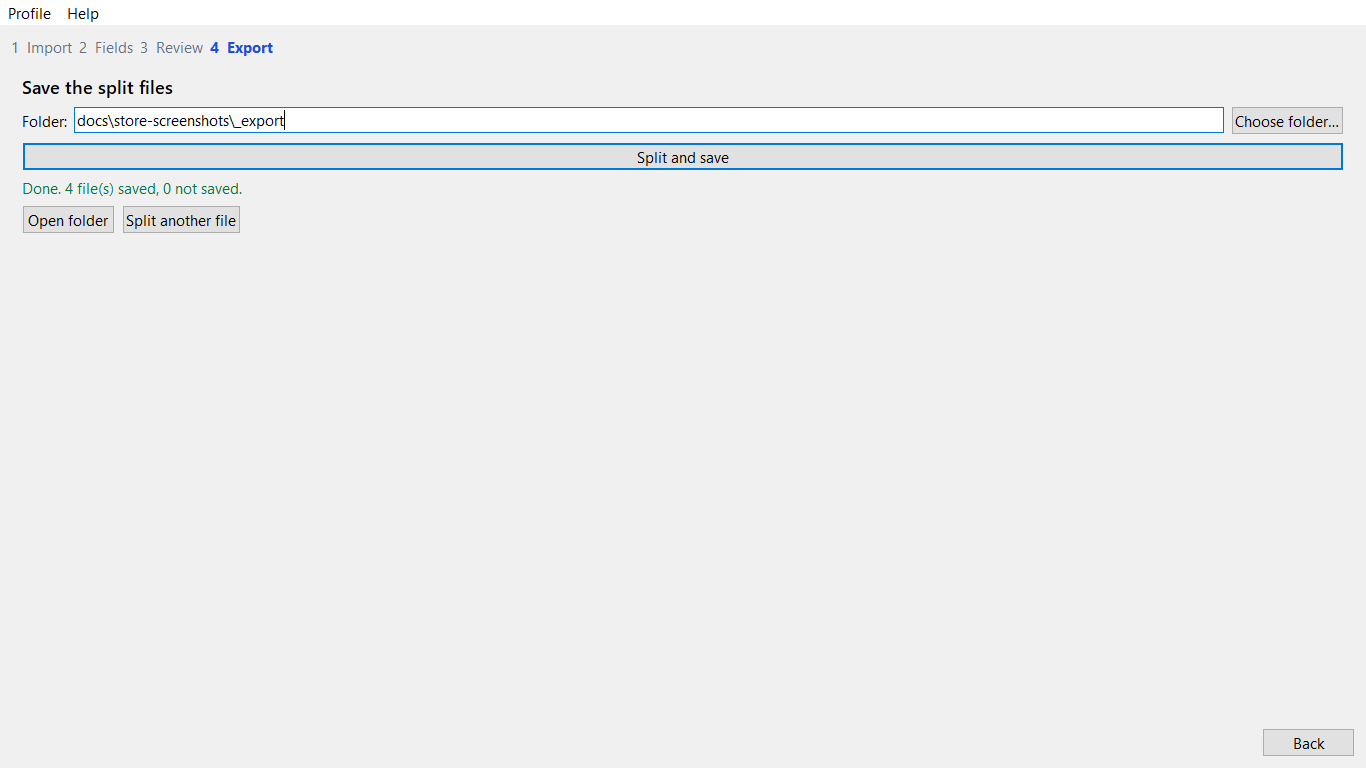 Profile Help
1 Import 2 Fields 3 Review 4 Export
Save the split files
Folder: docs\store-screenshots\_export Choose folder...
Split and save
Done. 4 file(s) saved, 0 not saved.
Open folder Split another file
Back